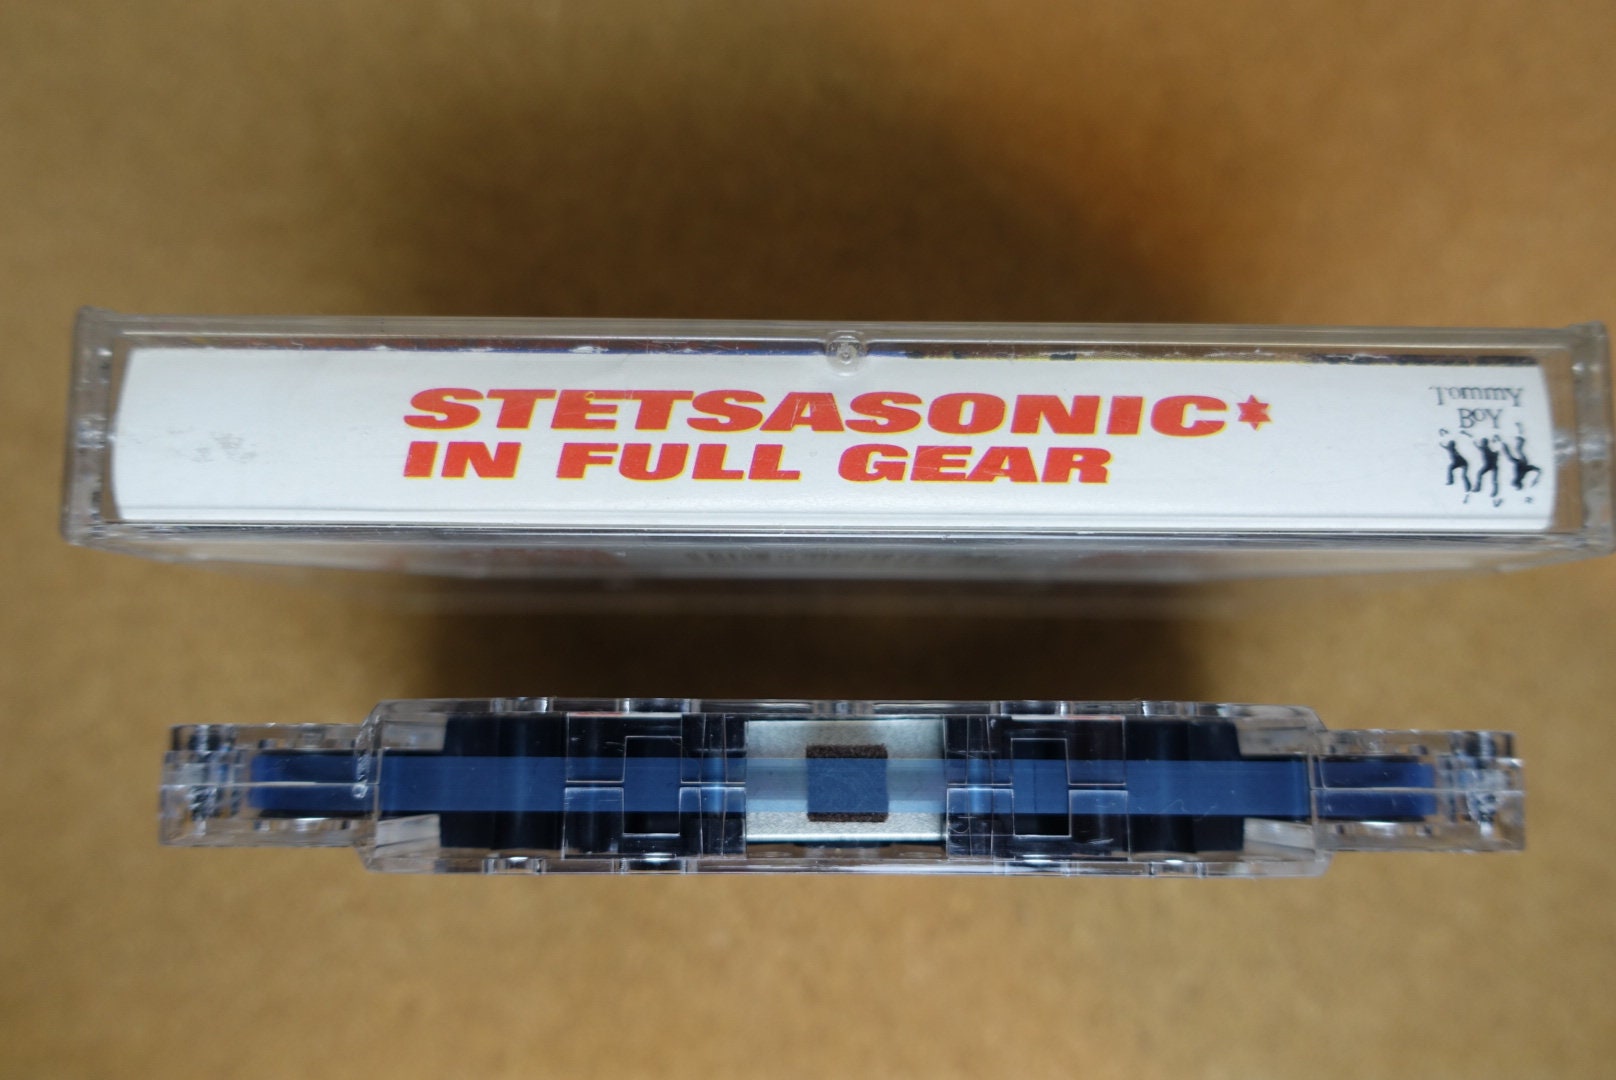 STETSASONIC*
IN FULL GEAR
Tommy
BOY